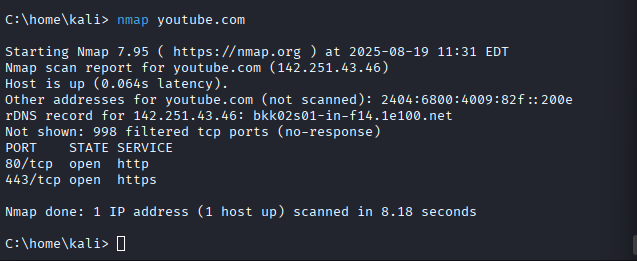 C:\home\kali> nmap youtube.com
Starting Nmap 7.95 ( https://nmap.org ) at 2025-08-19 11:31 EDT
Nmap scan report for youtube.com (142.251.43.46)
Host is up (0.064s latency).
Other addresses for youtube.com (not scanned): 2404:6800:4009:82f::200e
rDNS record for 142.251.43.46: bkk02s01-in-f14.1e100.net
Not shown: 998 filtered tcp ports (no-response)
PORT    STATE SERVICE
80/tcp  open  http
443/tcp open  https
Nmap done: 1 IP address (1 host up) scanned in 8.18 seconds
C:\home\kali>